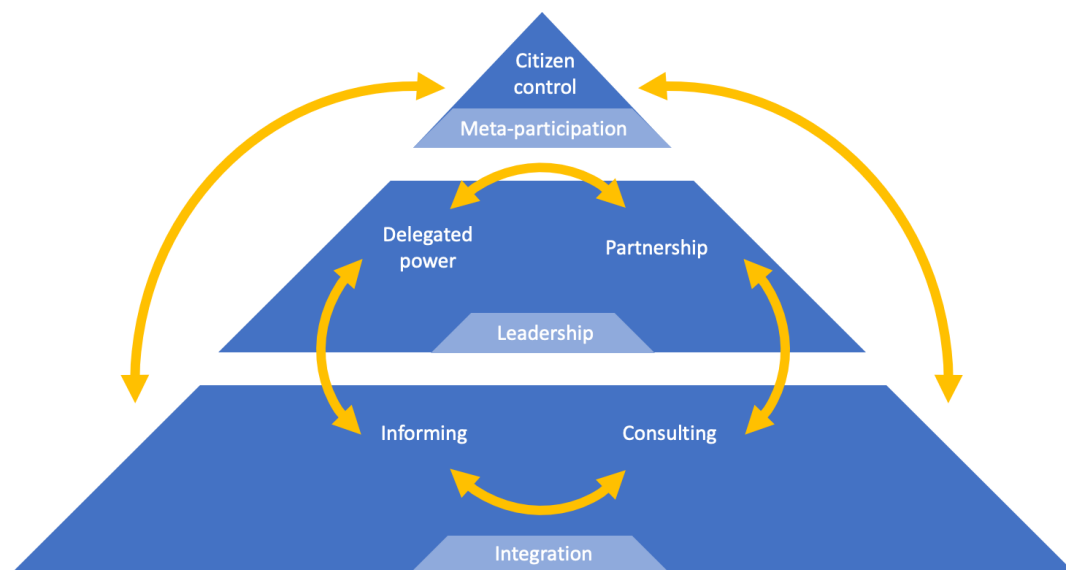 Citizen
control
Meta-participation
Delegated
power
Partnership
Leadership
Informing
Consulting
Integration